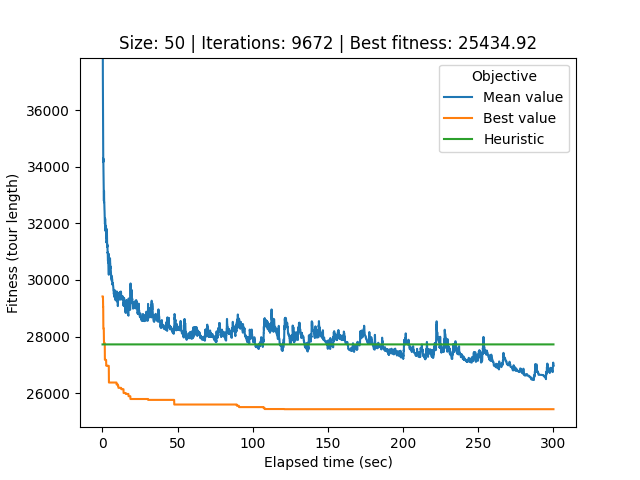 Size: 50 | Iterations: 9672 | Best fitness: 25434.92
Objective
Mean value
Best value
Heuristic
Fitness (tour length)
36000
34000
32000
30000
28000
26000
0 50 100 150 200 250 300
Elapsed time (sec)